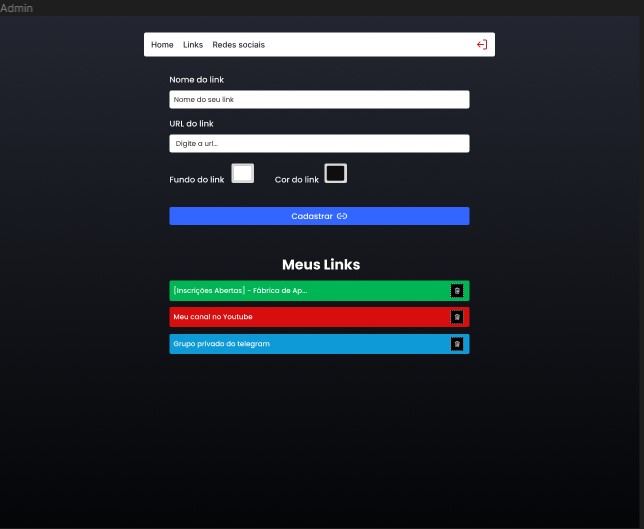 Admin
Home Links Redes sociais
Nome do link
Nome do seu link
URL do link
Digite a url...
Fundo do link Cor do link
Cadastrar
Meus Links
[Inscrições Abertas] - Fábrica de Ap...
Meu canal no Youtube
Grupo privado do telegram